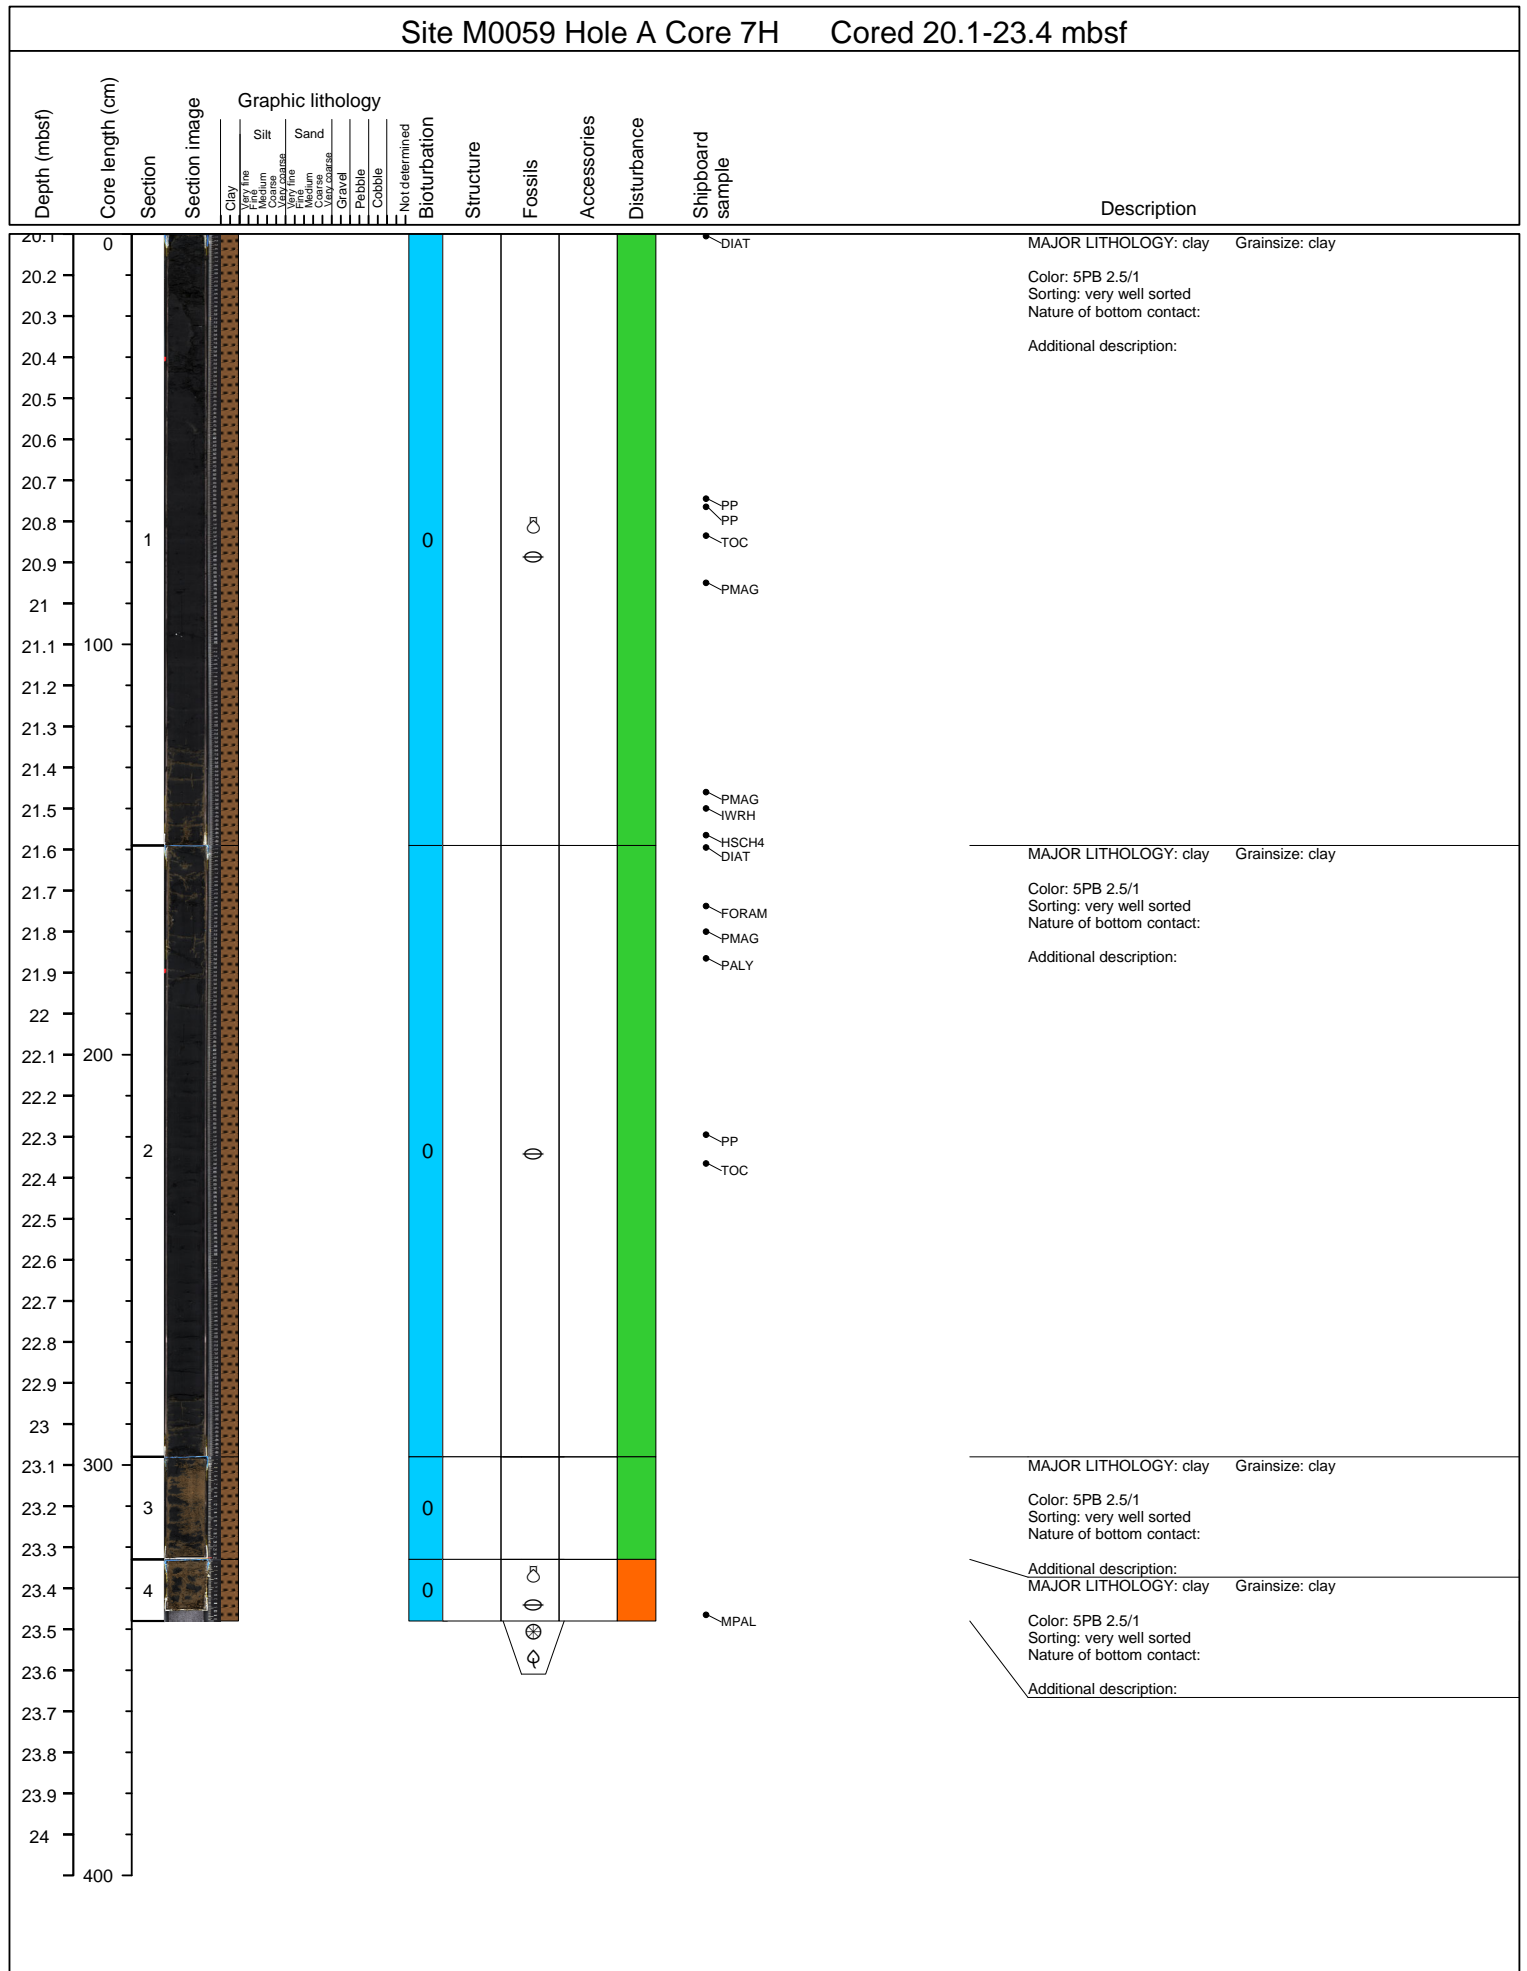 Site M0059 Hole A Core 7H Cored 20.1-23.4 mbsf
Depth (mbsf)
Core length (cm)
Section
Section image
Graphic lithology
Clay
Silt
Very fine
Fine
Medium
Coarse
Very coarse
Sand
Very fine
Fine
Medium
Coarse
Very coarse
Gravel
Pebble
Cobble
Not determined
Bioturbation
Structure
Fossils
Accessories
Disturbance
Shipboard
sample
Description
20.1
20.2
20.3
20.4
20.5
20.6
20.7
20.8
20.9
21
21.1
21.2
21.3
21.4
21.5
21.6
21.7
21.8
21.9
22
22.1
22.2
22.3
22.4
22.5
22.6
22.7
22.8
22.9
23
23.1
23.2
23.3
23.4
23.5
23.6
23.7
23.8
23.9
24
0
100
200
300
400
1
2
3
4
0
0
0
0
DIAT
PP
PP
TOC
PMAG
PMAG
IWRH
HSCH4
DIAT
FORAM
PMAG
PALY
PP
TOC
MPAL
MAJOR LITHOLOGY: clay Grainsize: clay
Color: 5PB 2.5/1
Sorting: very well sorted
Nature of bottom contact:
Additional description:
MAJOR LITHOLOGY: clay Grainsize: clay
Color: 5PB 2.5/1
Sorting: very well sorted
Nature of bottom contact:
Additional description:
MAJOR LITHOLOGY: clay Grainsize: clay
Color: 5PB 2.5/1
Sorting: very well sorted
Nature of bottom contact:
Additional description:
MAJOR LITHOLOGY: clay Grainsize: clay
Color: 5PB 2.5/1
Sorting: very well sorted
Nature of bottom contact:
Additional description: